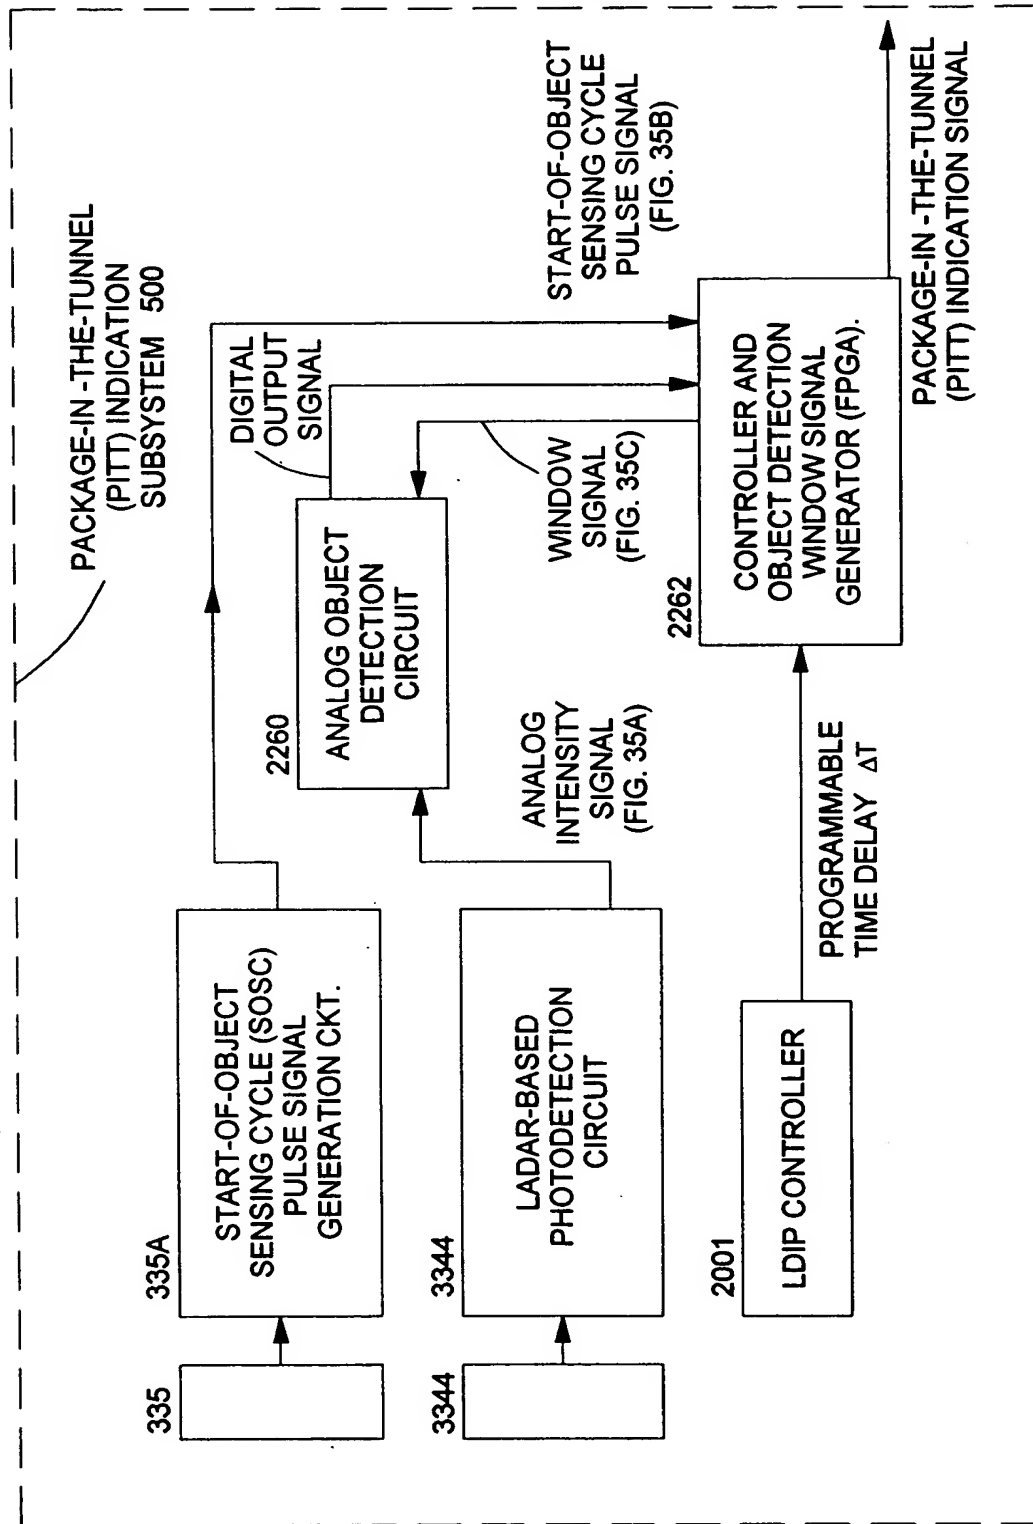 PACKAGE-IN -THE-TUNNEL
(PITT) INDICATION
SUBSYSTEM 500
335
335A
START-OF-OBJECT
SENSING CYCLE (SOSC)
PULSE SIGNAL
GENERATION CKT.
DIGITAL
OUTPUT
SIGNAL
START-OF-OBJECT
SENSING CYCLE
PULSE SIGNAL
(FIG. 35B)
2260
ANALOG OBJECT
DETECTION
CIRCUIT
3344
3344
LADAR-BASED
PHOTODETECTION
CIRCUIT
ANALOG
INTENSITY
SIGNAL
(FIG. 35A)
WINDOW
SIGNAL
(FIG. 35C)
2001
LDIP CONTROLLER
PROGRAMMABLE
TIME DELAY ΔT
2262
CONTROLLER AND
OBJECT DETECTION
WINDOW SIGNAL
GENERATOR (FPGA).
PACKAGE-IN -THE-TUNNEL
(PITT) INDICATION SIGNAL